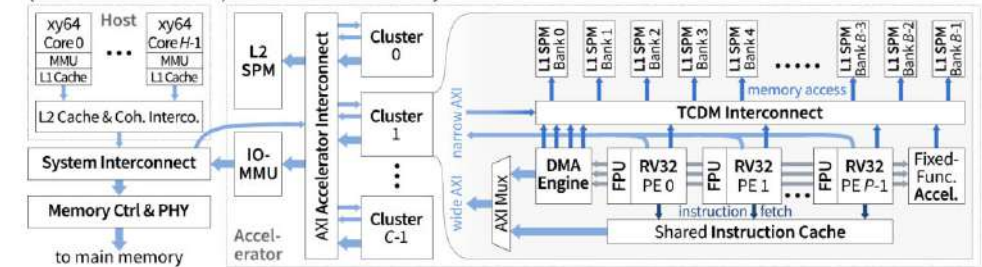 xy64
Core 0
MMU
L1 Cache
Host
xy64
Core H-1
MMU
L1 Cache
L2 Cache & Coh. Interco.
System Interconnect
Memory Ctrl & PHY
to main memory
L2
SPM
IO-
MMU
Accel-
erator
AXI Accelerator Interconnect
Cluster
0
Cluster
1
Cluster
C-1
narrow AXI
wide AXI
L1 SPM
Bank 0
L1 SPM
Bank 1
L1 SPM
Bank 2
L1 SPM
Bank 3
L1 SPM
Bank 4
L1 SPM
Bank B-3
L1 SPM
Bank B-2
L1 SPM
Bank B-1
memory access
TCDM Interconnect
AXI Mux
DMA
Engine
FPU
RV32
PE 0
FPU
RV32
PE 1
FPU
RV32
PE P-1
Fixed-
Func.
Accel.
instruction fetch
Shared Instruction Cache